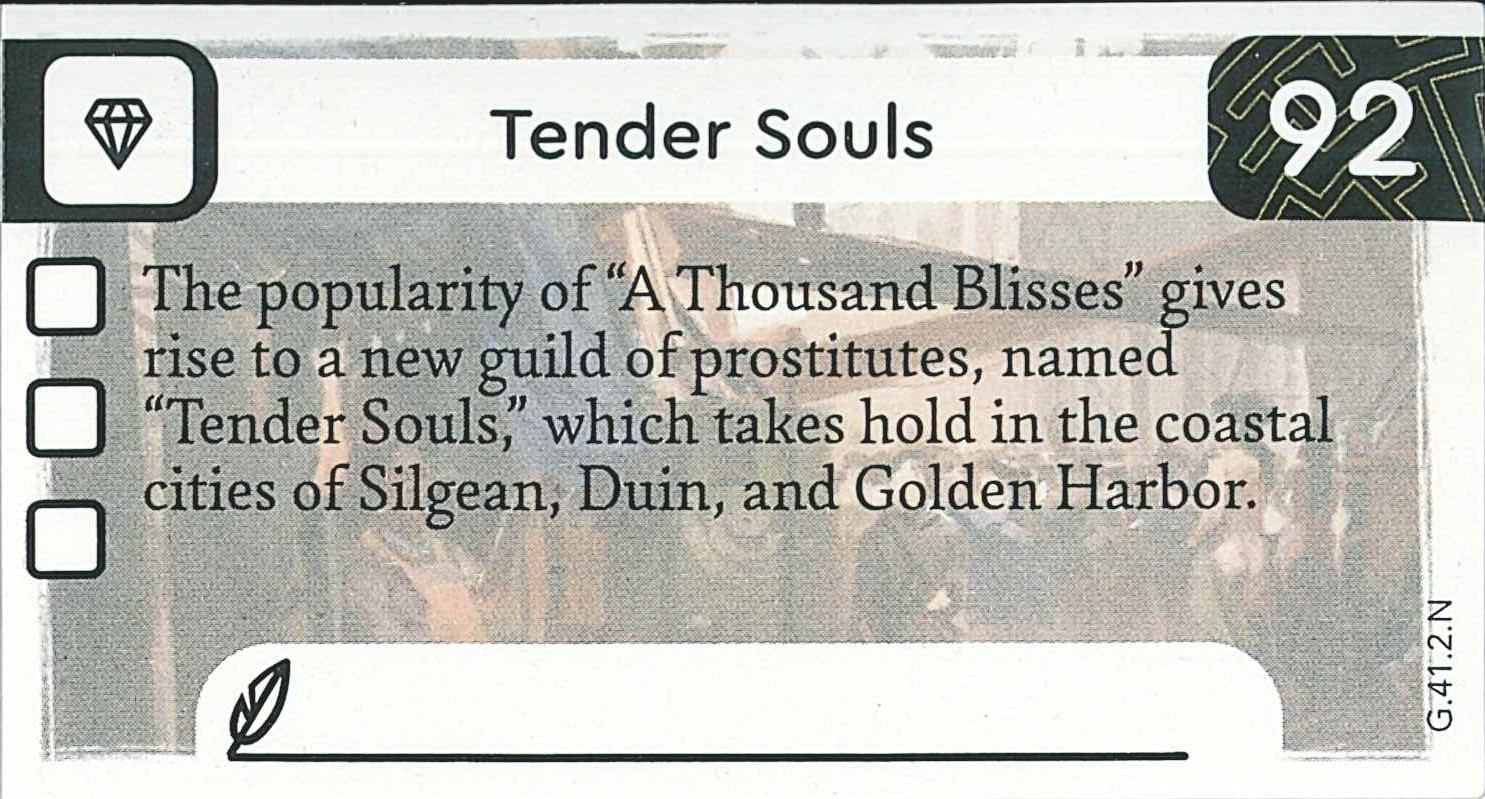 Tender Souls
92
The popularity of “A Thousand Blisses” gives
rise to a new guild of prostitutes, named
“Tender Souls,” which takes hold in the coastal
cities of Silgean, Duin, and Golden Harbor.
G.41.2.N